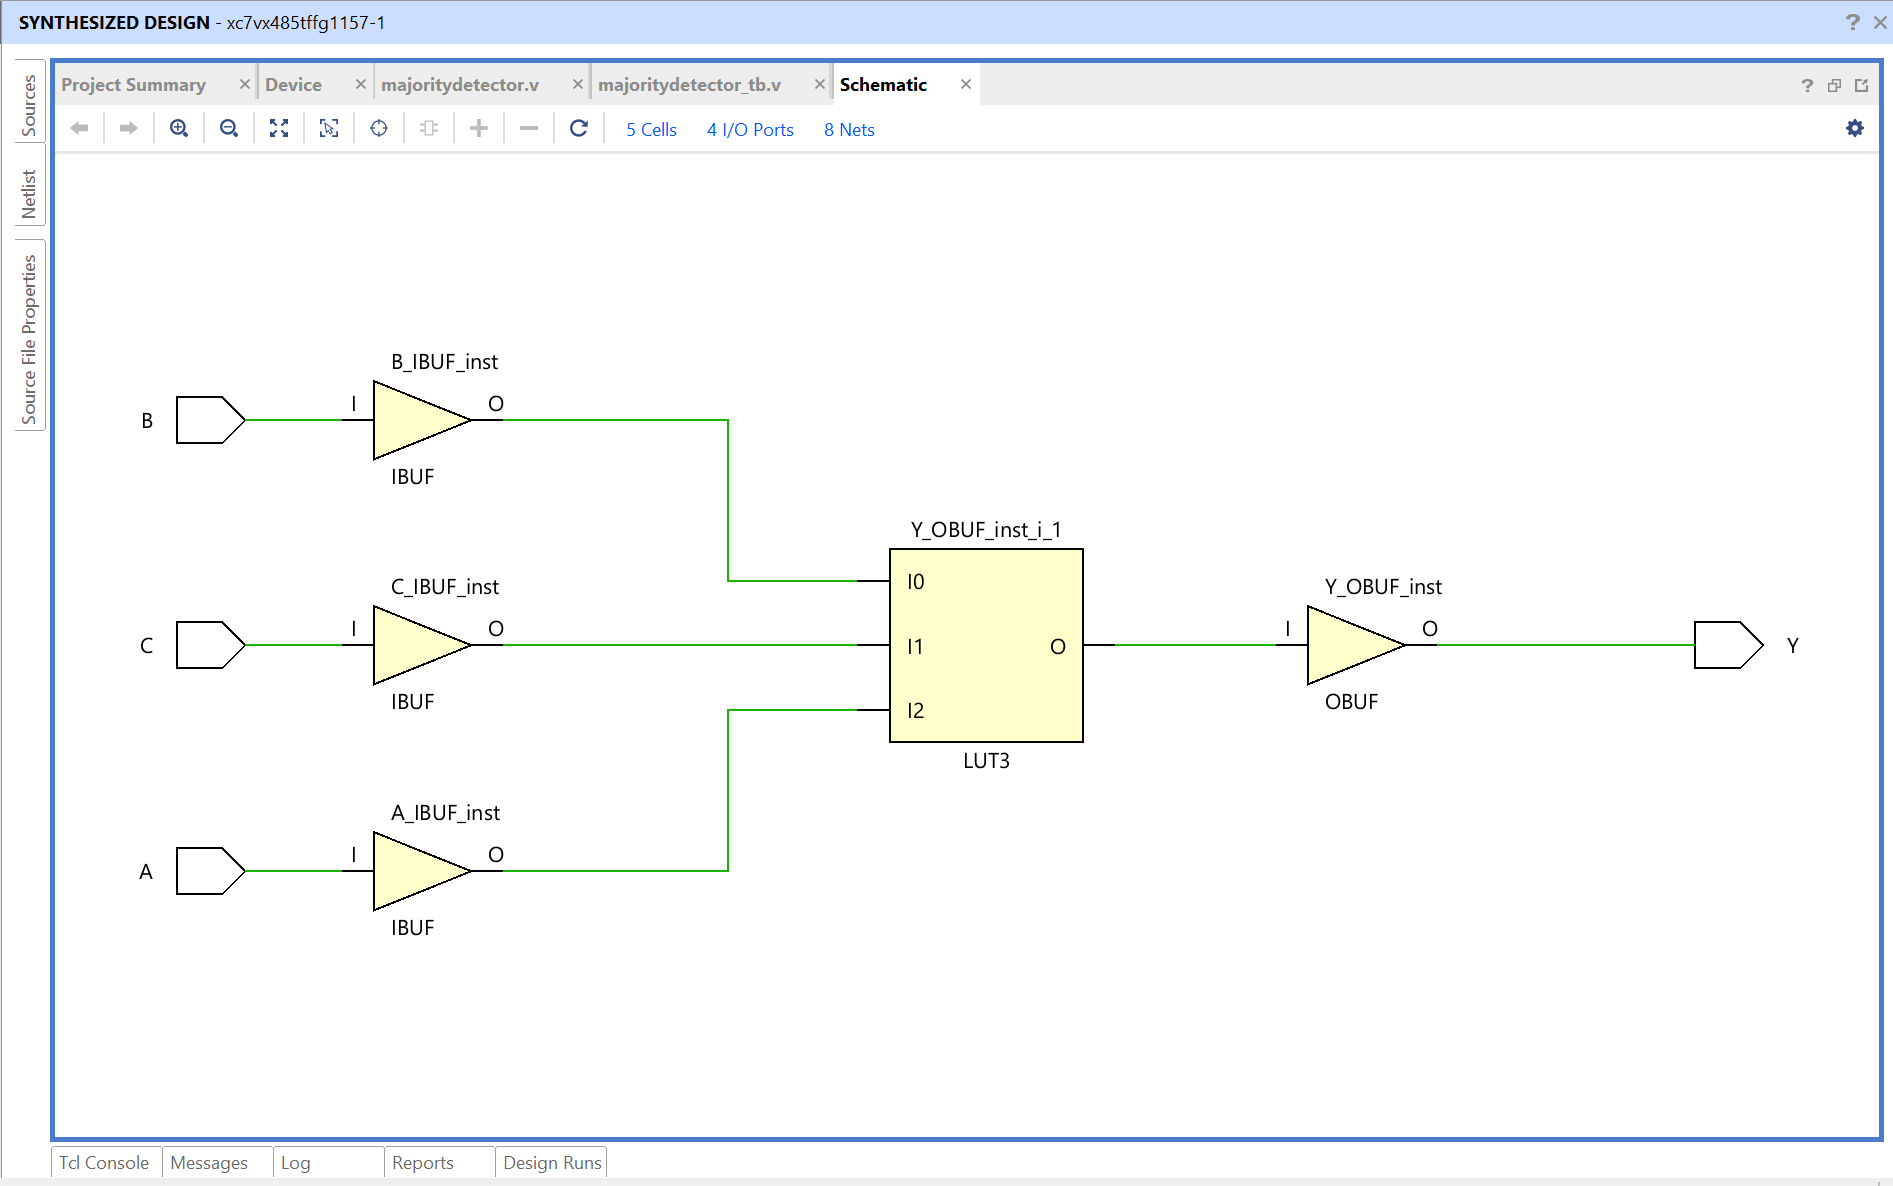 SYNTHESIZED DESIGN - xc7vx485tffg1157-1
?
Sources
Netlist
Source File Properties
Project Summary
Device
majoritydetector.v
majoritydetector_tb.v
Schematic
?
5 Cells
4 I/O Ports
8 Nets
B_IBUF_inst
B
I
O
IBUF
C_IBUF_inst
C
I
O
IBUF
A_IBUF_inst
A
I
O
IBUF
Y_OBUF_inst_i_1
I0
I1
I2
O
LUT3
Y_OBUF_inst
I
O
OBUF
Y
Tcl Console
Messages
Log
Reports
Design Runs